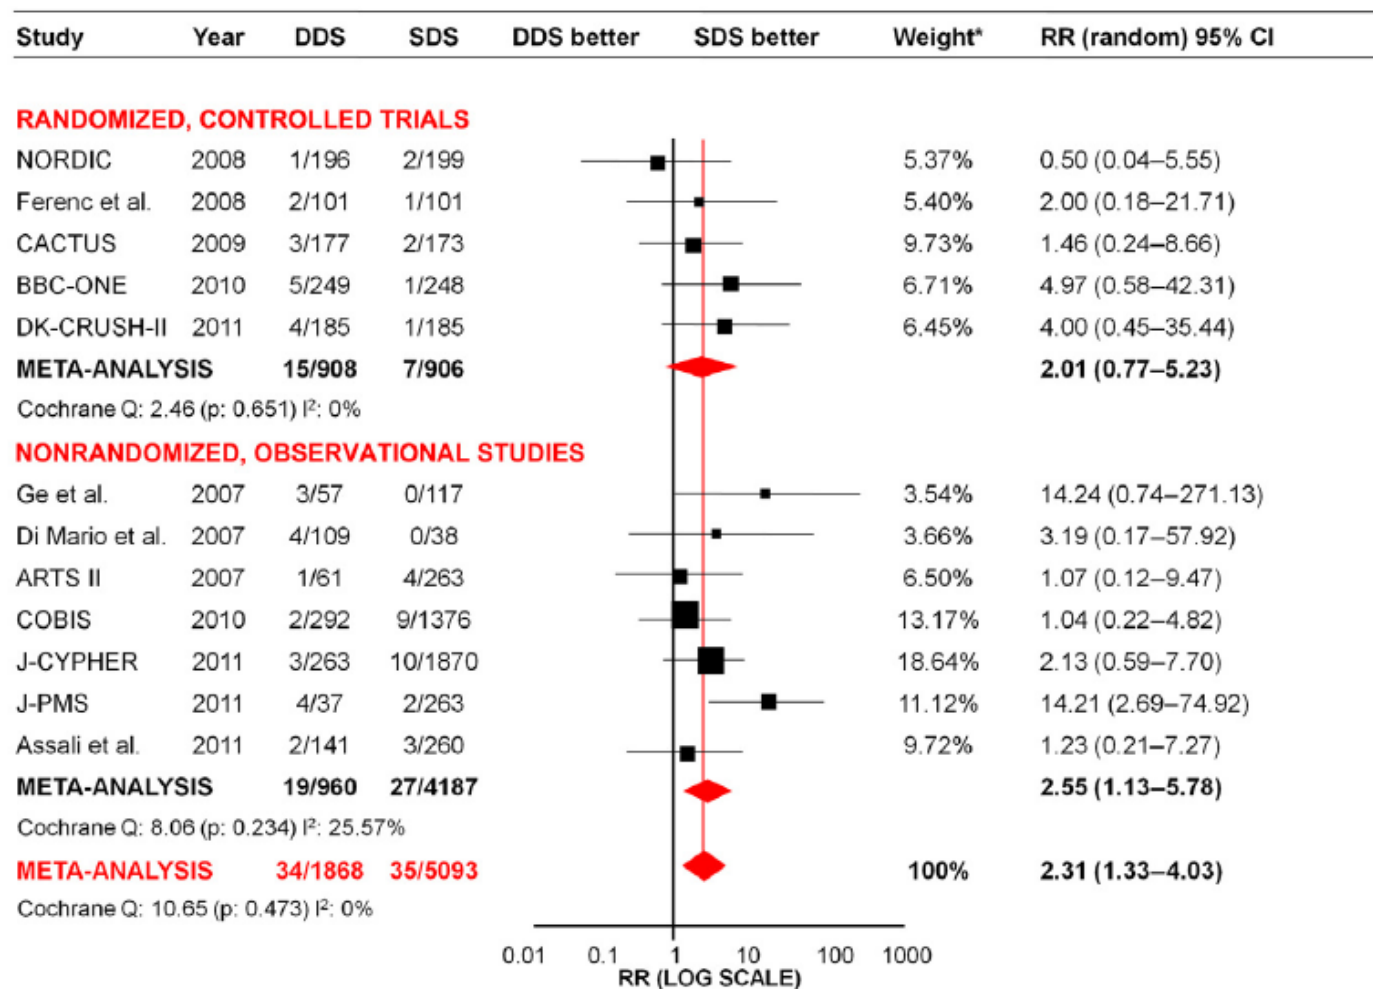 Study Year DDS SDS DDS better SDS better Weight* RR (random) 95% CI
RANDOMIZED, CONTROLLED TRIALS
NORDIC 2008 1/196 2/199 5.37% 0.50 (0.04–5.55)
Ferenc et al. 2008 2/101 1/101 5.40% 2.00 (0.18–21.71)
CACTUS 2009 3/177 2/173 9.73% 1.46 (0.24–8.66)
BBC-ONE 2010 5/249 1/248 6.71% 4.97 (0.58–42.31)
DK-CRUSH-II 2011 4/185 1/185 6.45% 4.00 (0.45–35.44)
META-ANALYSIS 15/908 7/906 2.01 (0.77–5.23)
Cochrane Q: 2.46 (p: 0.651) I²: 0%
NONRANDOMIZED, OBSERVATIONAL STUDIES
Ge et al. 2007 3/57 0/117 3.54% 14.24 (0.74–271.13)
Di Mario et al. 2007 4/109 0/38 3.66% 3.19 (0.17–57.92)
ARTS II 2007 1/61 4/263 6.50% 1.07 (0.12–9.47)
COBIS 2010 2/292 9/1376 13.17% 1.04 (0.22–4.82)
J-CYPHER 2011 3/263 10/1870 18.64% 2.13 (0.59–7.70)
J-PMS 2011 4/37 2/263 11.12% 14.21 (2.69–74.92)
Assali et al. 2011 2/141 3/260 9.72% 1.23 (0.21–7.27)
META-ANALYSIS 19/960 27/4187 2.55 (1.13–5.78)
Cochrane Q: 8.06 (p: 0.234) I²: 25.57%
META-ANALYSIS 34/1868 35/5093 100% 2.31 (1.33–4.03)
Cochrane Q: 10.65 (p: 0.473) I²: 0%
0.01 0.1 1 10 100 1000
RR (LOG SCALE)